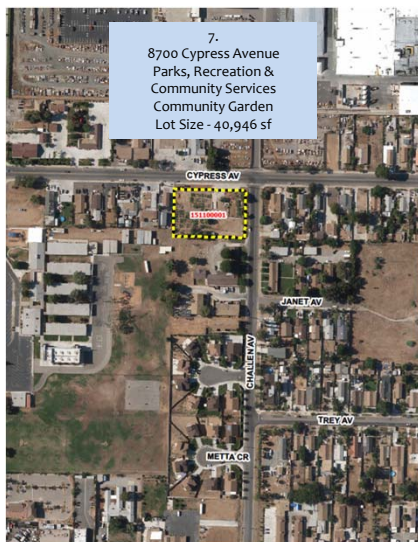 7.
8700 Cypress Avenue
Parks, Recreation &
Community Services
Community Garden
Lot Size - 40,946 sf
CYPRESS AV
151100001
JANET AV
CHALLEN AV
TREY AV
METTA CR